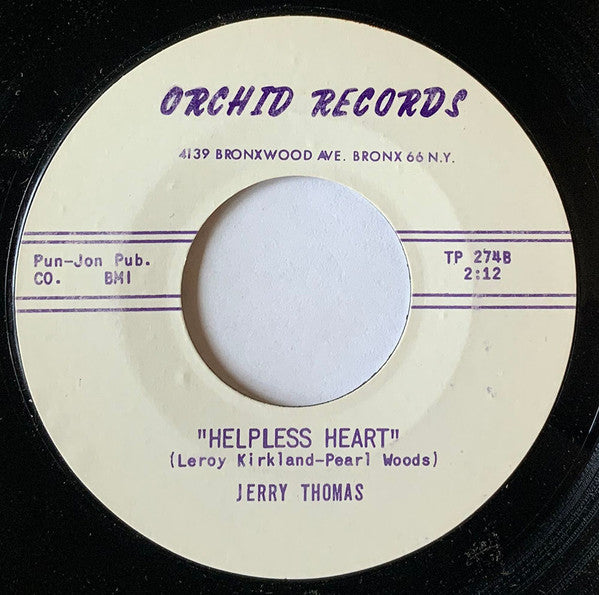 ORCHID RECORDS
4139 BRONXWOOD AVE. BRONX 66 N.Y.
Pun-Jon Pub.
CO. BMI
TP 274B
2:12
"HELPLESS HEART"
(Leroy Kirkland-Pearl Woods)
JERRY THOMAS